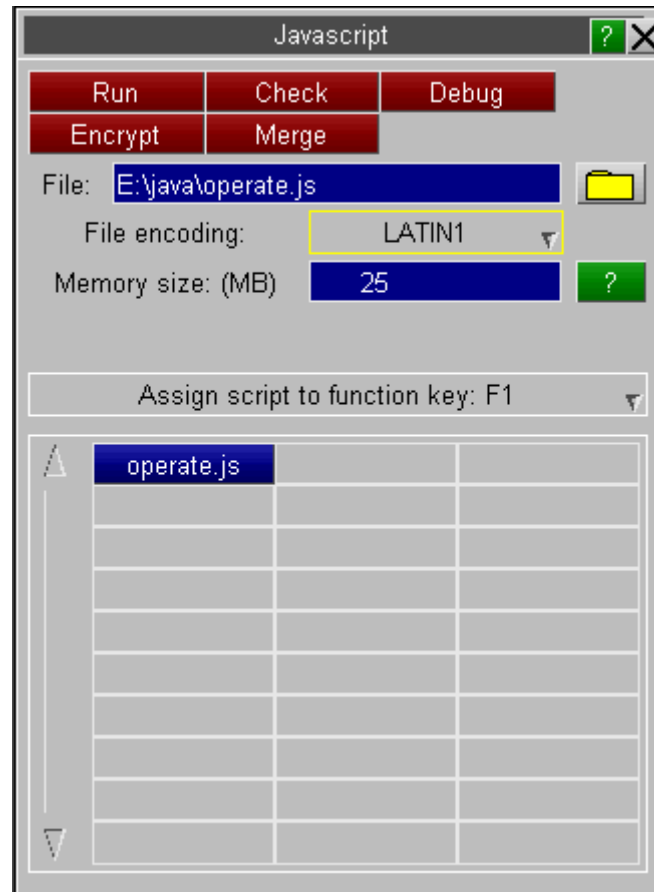 Javascript ? X
Run Check Debug
Encrypt Merge
File: E:\java\operate.js
File encoding: LATIN1
Memory size: (MB) 25 ?
Assign script to function key: F1
operate.js